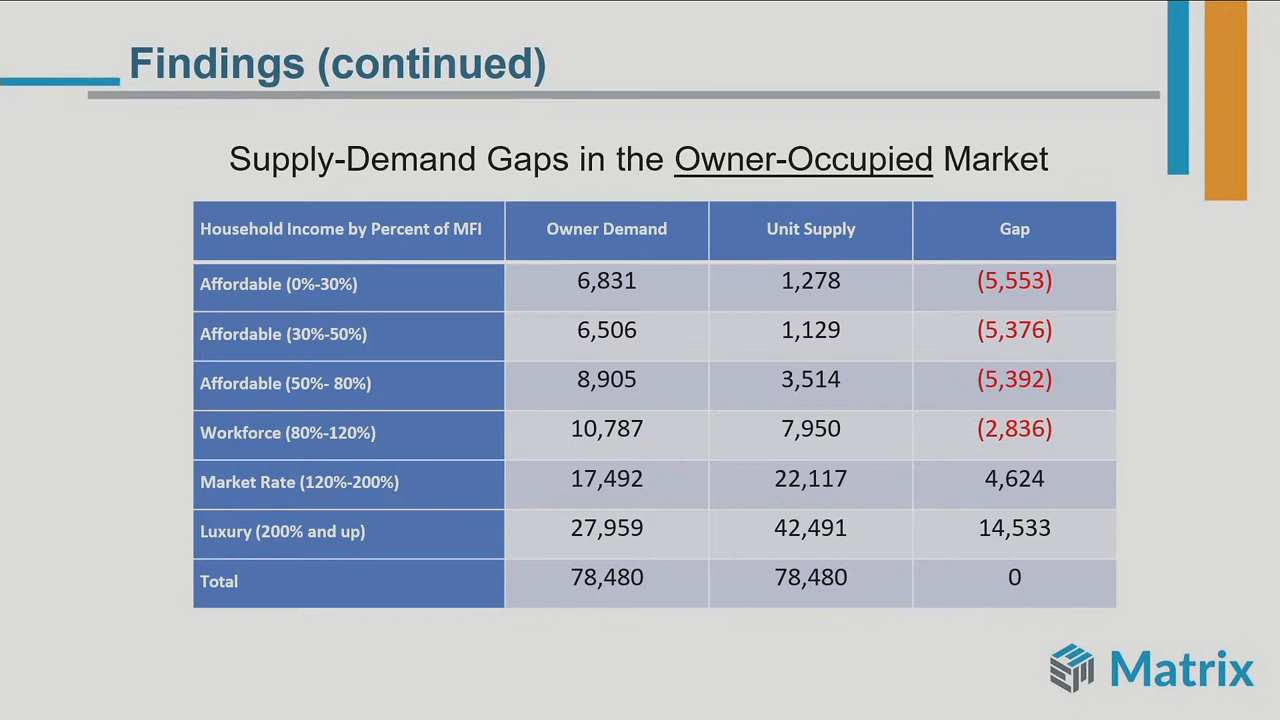 Findings (continued)
Supply-Demand Gaps in the Owner-Occupied Market
Household Income by Percent of MFI Owner Demand Unit Supply Gap
Affordable (0%-30%) 6,831 1,278 (5,553)
Affordable (30%-50%) 6,506 1,129 (5,376)
Affordable (50%- 80%) 8,905 3,514 (5,392)
Workforce (80%-120%) 10,787 7,950 (2,836)
Market Rate (120%-200%) 17,492 22,117 4,624
Luxury (200% and up) 27,959 42,491 14,533
Total 78,480 78,480 0
Matrix